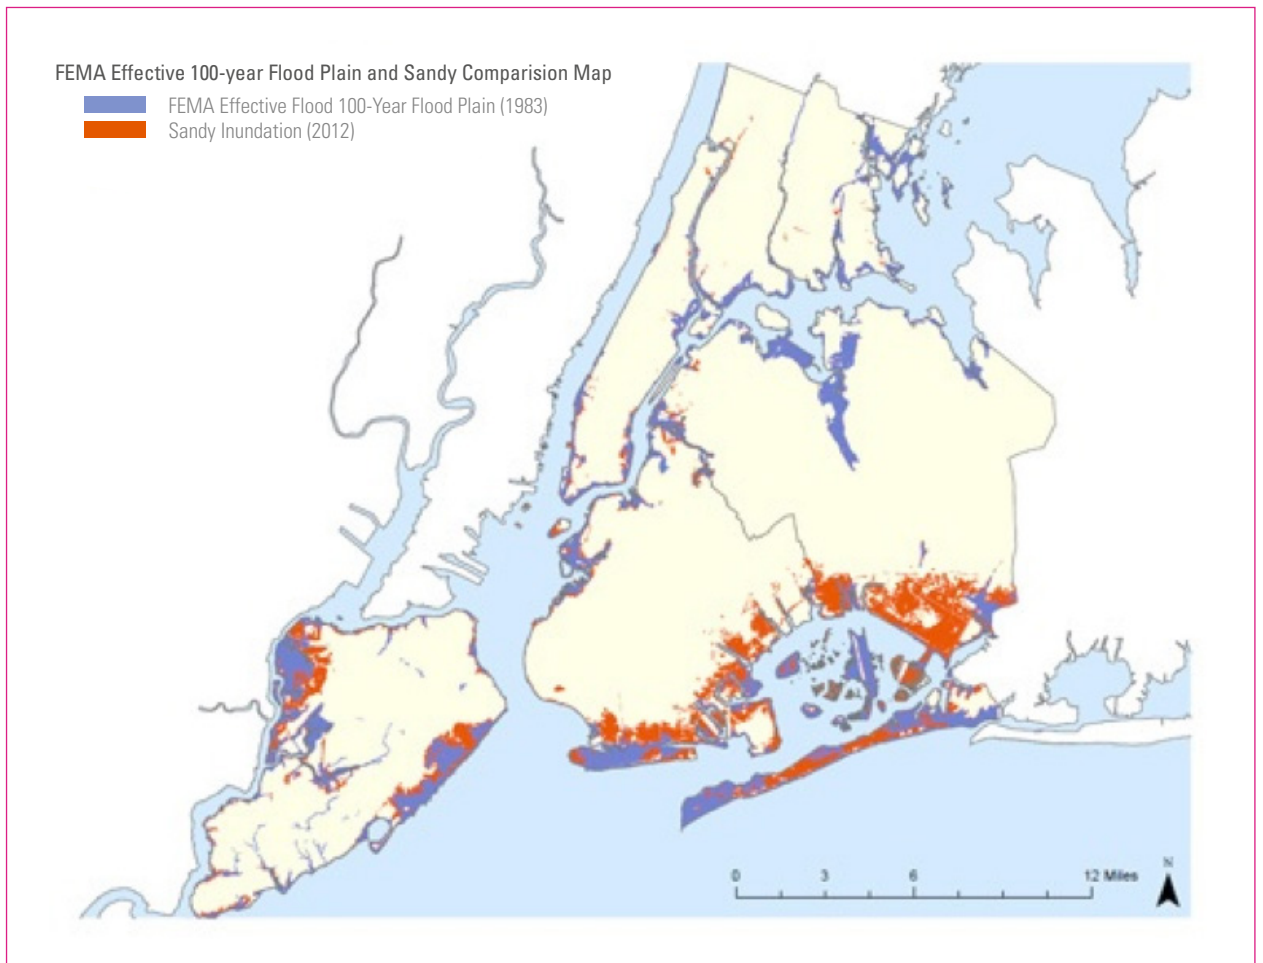 FEMA Effective 100-year Flood Plain and Sandy Comparision Map
FEMA Effective Flood 100-Year Flood Plain (1983)
Sandy Inundation (2012)
0 3 6 12 Miles
N